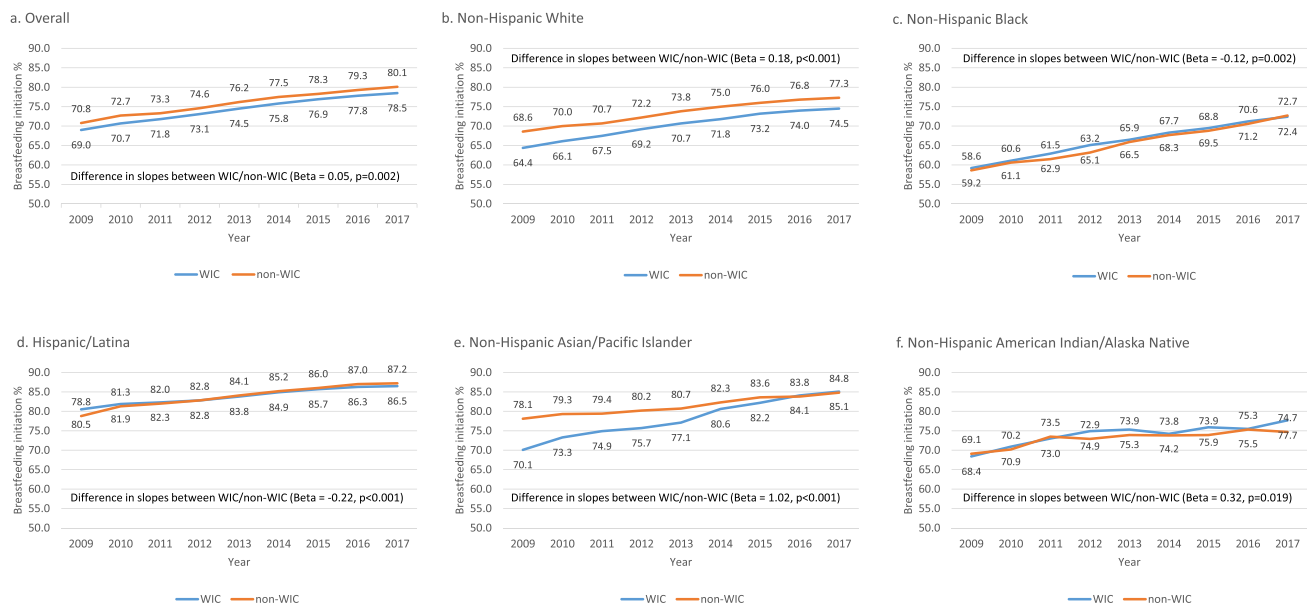 a. Overall
Breastfeeding initiation %
90.0
85.0
80.0
75.0
70.0
65.0
60.0
55.0
50.0
70.8 72.7 73.3 74.6 76.2 77.5 78.3 79.3 80.1
69.0 70.7 71.8 73.1 74.5 75.8 76.9 77.8 78.5
Difference in slopes between WIC/non-WIC (Beta = 0.05, p=0.002)
2009 2010 2011 2012 2013 2014 2015 2016 2017
Year
WIC non-WIC
b. Non-Hispanic White
Breastfeeding initiation %
90.0
85.0
80.0
75.0
70.0
65.0
60.0
55.0
50.0
Difference in slopes between WIC/non-WIC (Beta = 0.18, p<0.001)
68.6 70.0 70.7 72.2 73.8 75.0 76.0 76.8 77.3
64.4 66.1 67.5 69.2 70.7 71.8 73.2 74.0 74.5
2009 2010 2011 2012 2013 2014 2015 2016 2017
Year
WIC non-WIC
c. Non-Hispanic Black
Breastfeeding initiation %
90.0
85.0
80.0
75.0
70.0
65.0
60.0
55.0
50.0
Difference in slopes between WIC/non-WIC (Beta = -0.12, p=0.002)
58.6 60.6 61.5 63.2 65.9 67.7 68.8 70.6 72.7
59.2 61.1 62.9 65.1 66.5 68.3 69.5 71.2 72.4
2009 2010 2011 2012 2013 2014 2015 2016 2017
Year
WIC non-WIC
d. Hispanic/Latina
Breastfeeding initiation %
90.0
85.0
80.0
75.0
70.0
65.0
60.0
55.0
50.0
78.8 81.3 82.0 82.8 84.1 85.2 86.0 87.0 87.2
80.5 81.9 82.3 82.8 83.8 84.9 85.7 86.3 86.5
Difference in slopes between WIC/non-WIC (Beta = -0.22, p<0.001)
2009 2010 2011 2012 2013 2014 2015 2016 2017
Year
WIC non-WIC
e. Non-Hispanic Asian/Pacific Islander
Breastfeeding initiation %
90.0
85.0
80.0
75.0
70.0
65.0
60.0
55.0
50.0
78.1 79.3 79.4 80.2 80.7 82.3 83.6 83.8 84.8
70.1 73.3 74.9 75.7 77.1 80.6 82.2 84.1 85.1
Difference in slopes between WIC/non-WIC (Beta = 1.02, p<0.001)
2009 2010 2011 2012 2013 2014 2015 2016 2017
Year
WIC non-WIC
f. Non-Hispanic American Indian/Alaska Native
Breastfeeding initiation %
90.0
85.0
80.0
75.0
70.0
65.0
60.0
55.0
50.0
69.1 70.2 73.5 72.9 73.9 73.8 73.9 75.3 74.7
68.4 70.9 73.0 74.9 75.3 74.2 75.9 75.5 77.7
Difference in slopes between WIC/non-WIC (Beta = 0.32, p=0.019)
2009 2010 2011 2012 2013 2014 2015 2016 2017
Year
WIC non-WIC